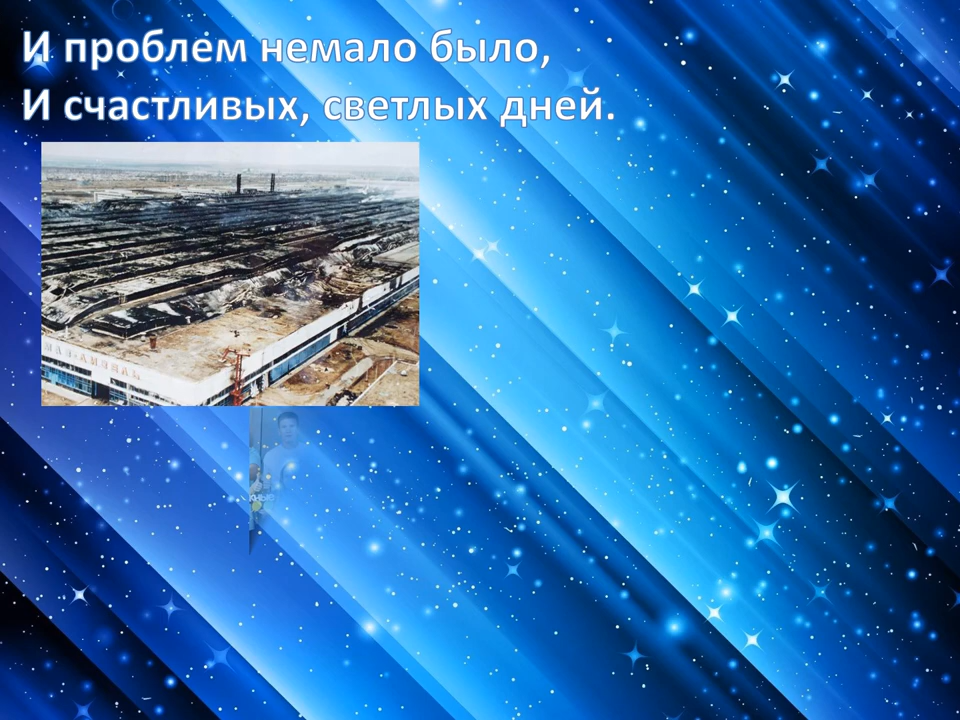 И проблем немало было,
И счастливых, светлых дней.